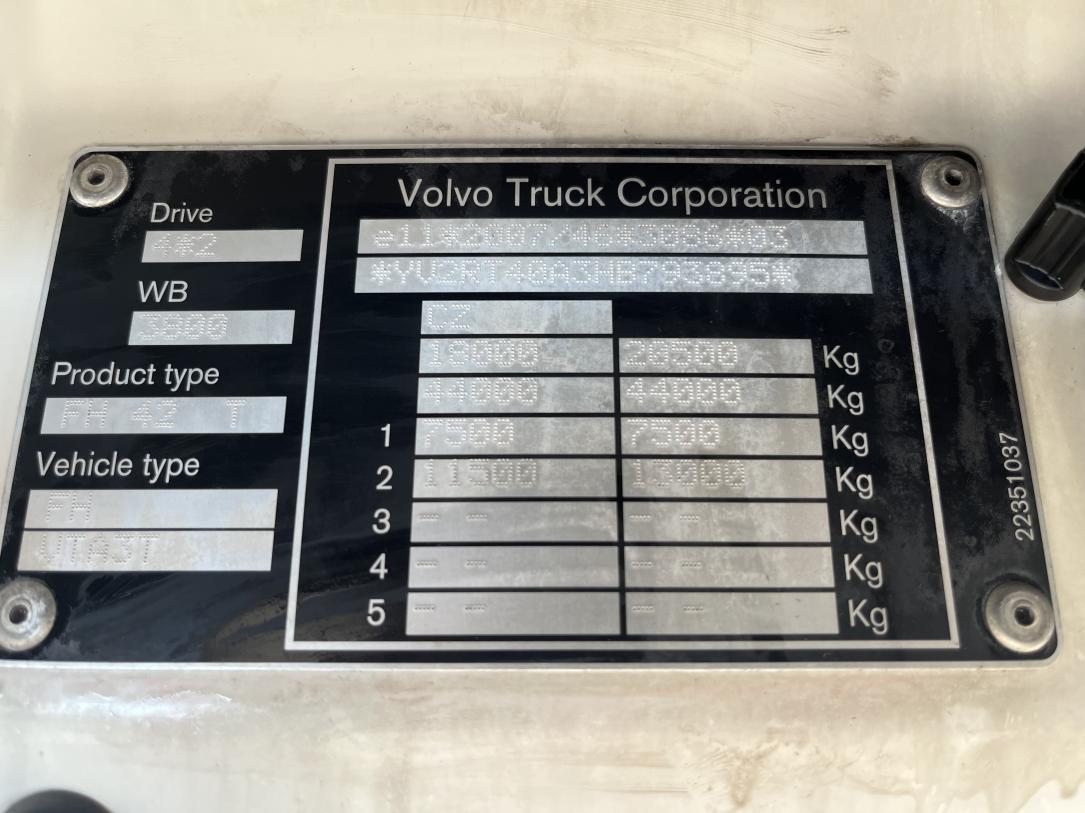 Volvo Truck Corporation
Drive
4*2
WB
3800
Product type
FH 42 T
Vehicle type
FH
VTA3T
e11*2007/46*3086*03
*YV2RT40A3MB793895*
CZ
18000 20500 Kg
44000 44000 Kg
1 7500 7500 Kg
2 11500 13000 Kg
3 -- -- -- -- Kg
4 -- -- -- -- Kg
5 -- -- -- -- Kg
22351037